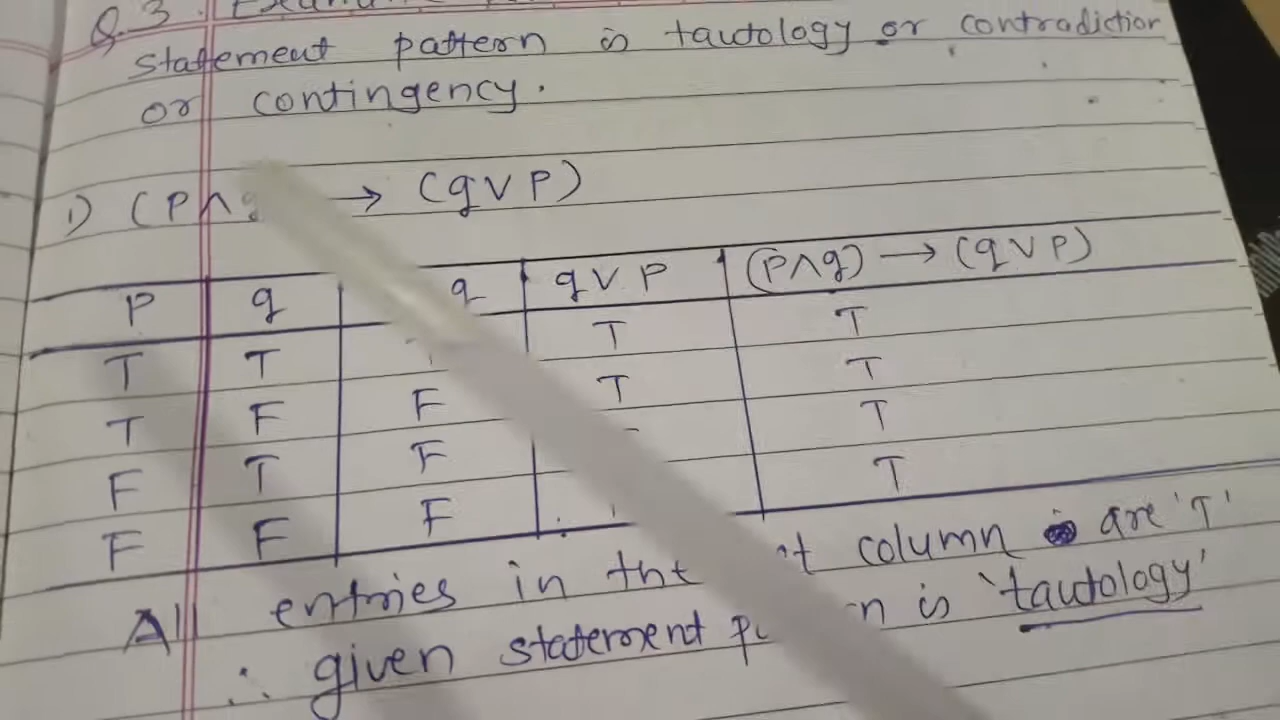 Q.3.
statement pattern is tautology or contradiction
or contingency.
1) (P∧q → (q∨P)
P q q q∨P (P∧q) → (q∨P)
T T T T
T F F T T
F T F T
F F F T
All entries in the column are 'T'
∴ given statement is 'tautology'